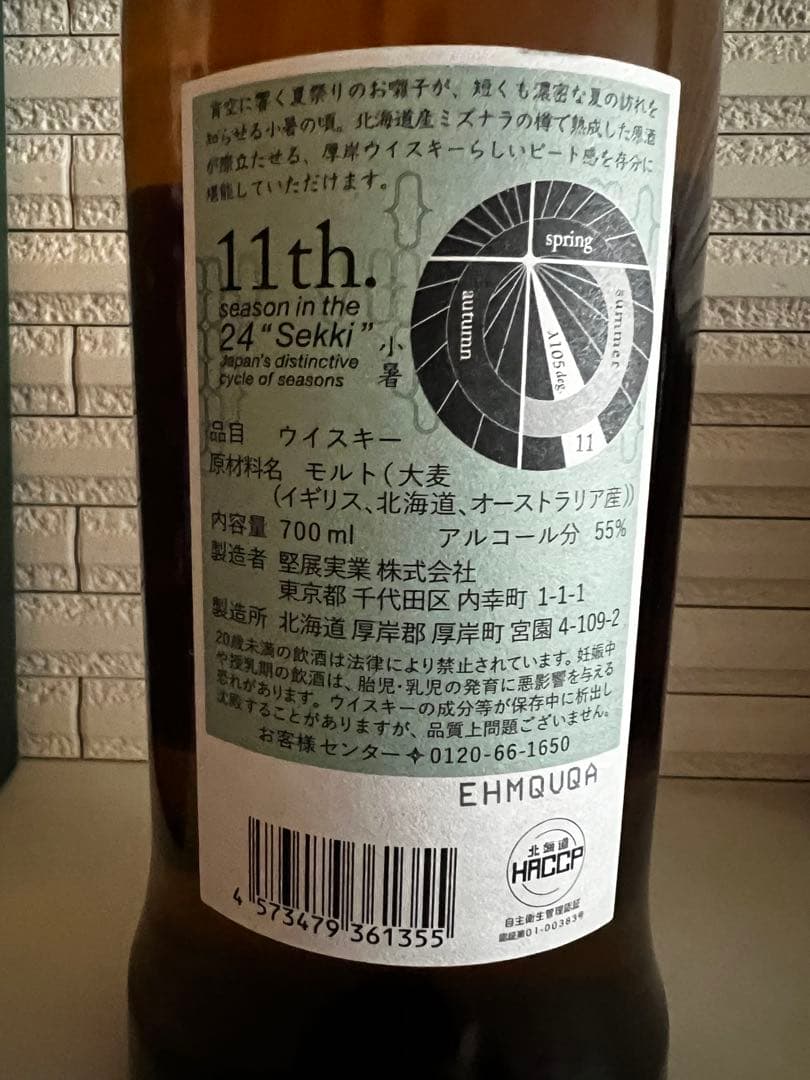 青空に響く夏祭りのお囃子が、短くも濃密な夏の訪れを
知らせる小暑の頃。北海道産ミズナラの樽で熟成した原酒
が際立たせる、厚岸ウイスキーらしいピート感を存分に
堪能していただけます。
spring
summer
autumn
λ105deg.
11
11th.
season in the
24 "Sekki"
Japan's distinctive
cycle of seasons
小暑
品目 ウイスキー
原材料名 モルト(大麦
(イギリス、北海道、オーストラリア産))
内容量 700ml アルコール分 55%
製造者 堅展実業 株式会社
東京都 千代田区 内幸町 1-1-1
製造所 北海道 厚岸郡 厚岸町 宮園 4-109-2
20歳未満の飲酒は法律により禁止されています。妊娠中
や授乳期の飲酒は、胎児・乳児の発育に悪影響を与える
恐れがあります。ウイスキーの成分等が保存中に析出し
沈殿することがありますが、品質上問題ございません。
お客様センター✧0120-66-1650
EHMQVQA
4 573479 361355
北海道
HACCP
自主衛生管理認証
認証第01-00383号